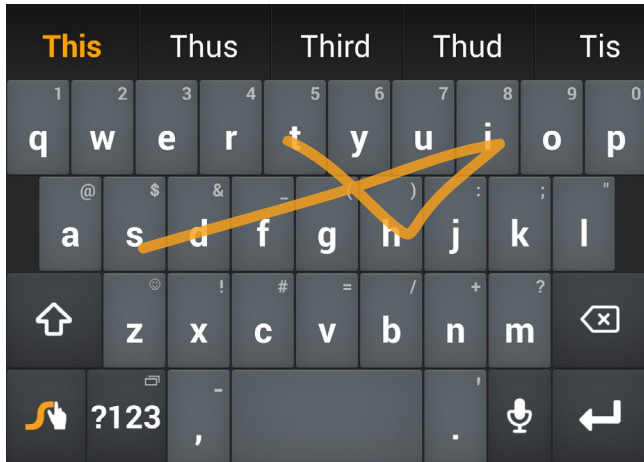 This Thus Third Thud Tis
1 2 3 4 5 6 7 8 9 0
q w e r t y u i o p
@ $ & _ ( ) : ; "
a s d f g h j k l
! # = / + ?
z x c v b n m
- '
?123 , .